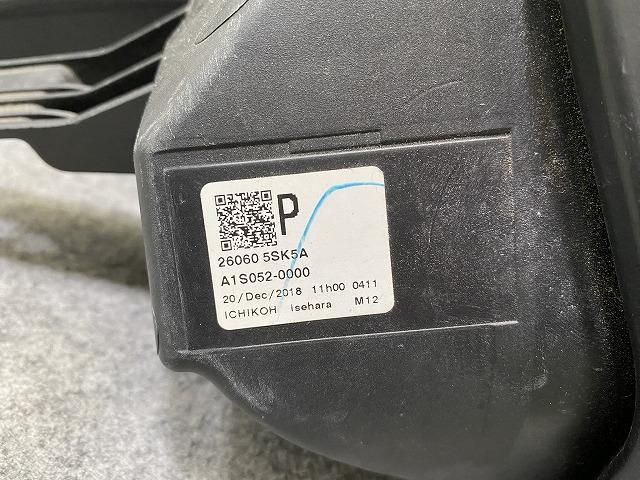 P
26060 5SK5A
A1S052-0000
20/Dec/2018 11h00 0411
ICHIKOH isehara M12